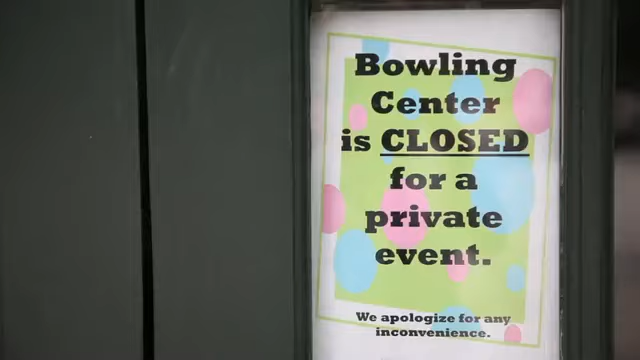 Bowling
Center
is CLOSED
for a
private
event.
We apologize for any
inconvenience.